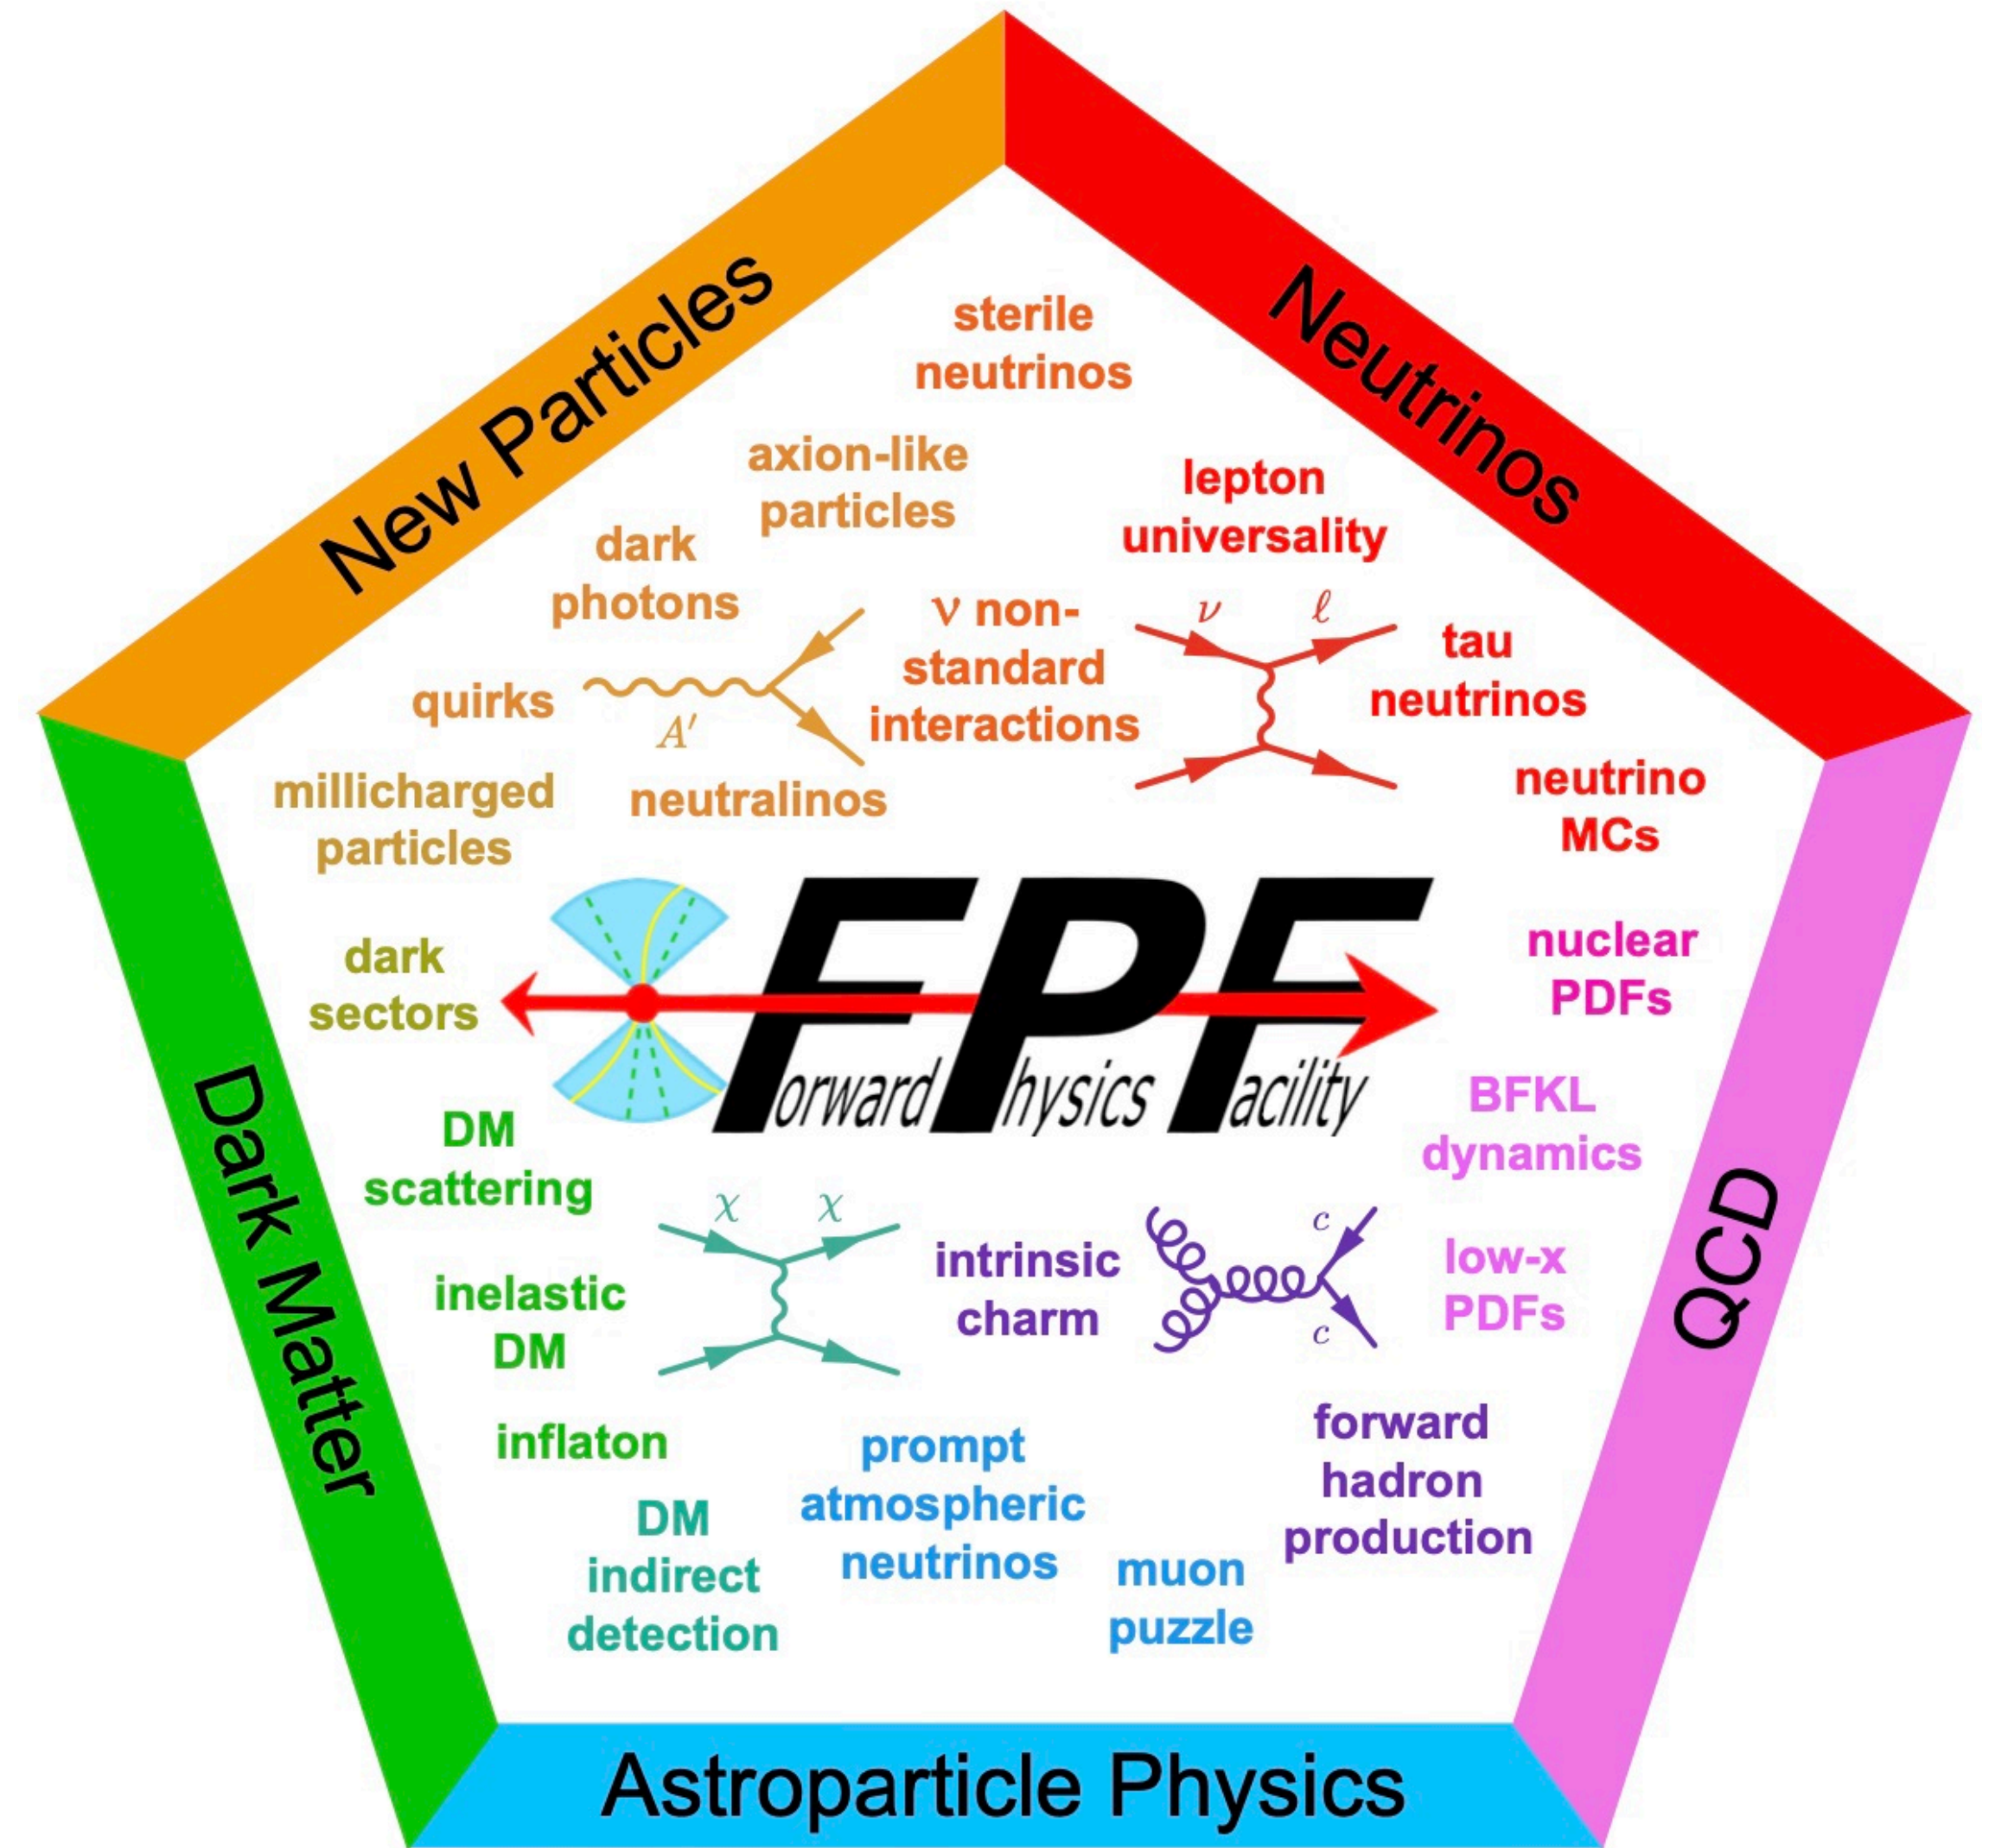 New Particles
Neutrinos
sterile
neutrinos
axion-like
particles
lepton
universality
dark
photons
ν non-
standard
interactions
ν
ℓ
tau
neutrinos
quirks
A′
neutralinos
millicharged
particles
neutrino
MCs
dark
sectors
Forward Physics Facility
nuclear
PDFs
BFKL
dynamics
DM
scattering
χ
χ
intrinsic
charm
c
c
low-x
PDFs
inelastic
DM
inflaton
prompt
atmospheric
neutrinos
forward
hadron
production
DM
indirect
detection
muon
puzzle
Dark Matter
QCD
Astroparticle Physics